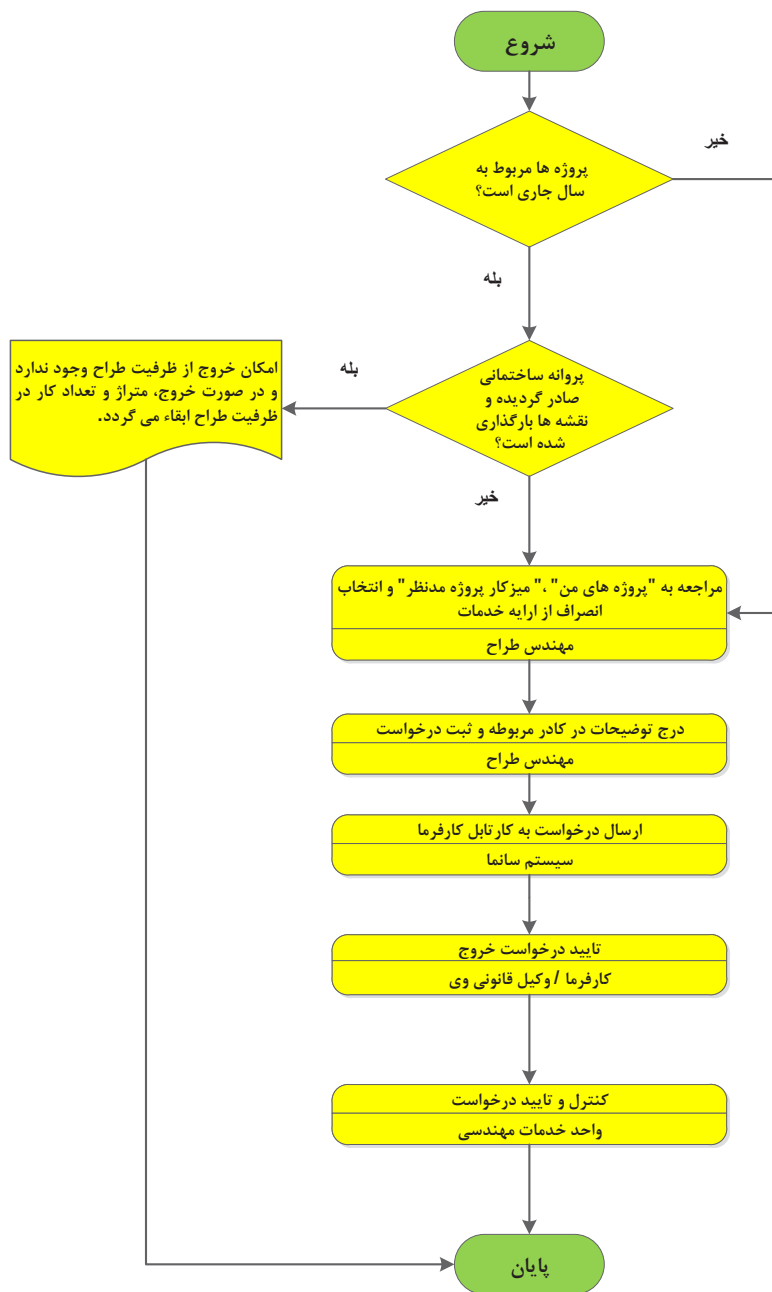 شروع
پروژه ها مربوط به
سال جاری است؟
خیر
بله
پروانه ساختمانی
صادر گردیده و
نقشه ها بارگذاری
شده است؟
بله
امکان خروج از ظرفیت طراح وجود ندارد
و در صورت خروج، متراژ و تعداد کار در
ظرفیت طراح ابقاء می گردد.
خیر
مراجعه به "پروژه های من" ،" میزکار پروژه مدنظر" و انتخاب
انصراف از ارایه خدمات
مهندس طراح
درج توضیحات در کادر مربوطه و ثبت درخواست
مهندس طراح
ارسال درخواست به کارتابل کارفرما
سیستم سانما
تایید درخواست خروج
کارفرما / وکیل قانونی وی
کنترل و تایید درخواست
واحد خدمات مهندسی
پایان